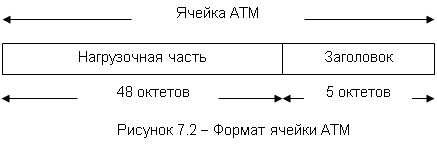 Ячейка АТМ
Нагрузочная часть
Заголовок
48 октетов
5 октетов
Рисунок 7.2 – Формат ячейки АТМ